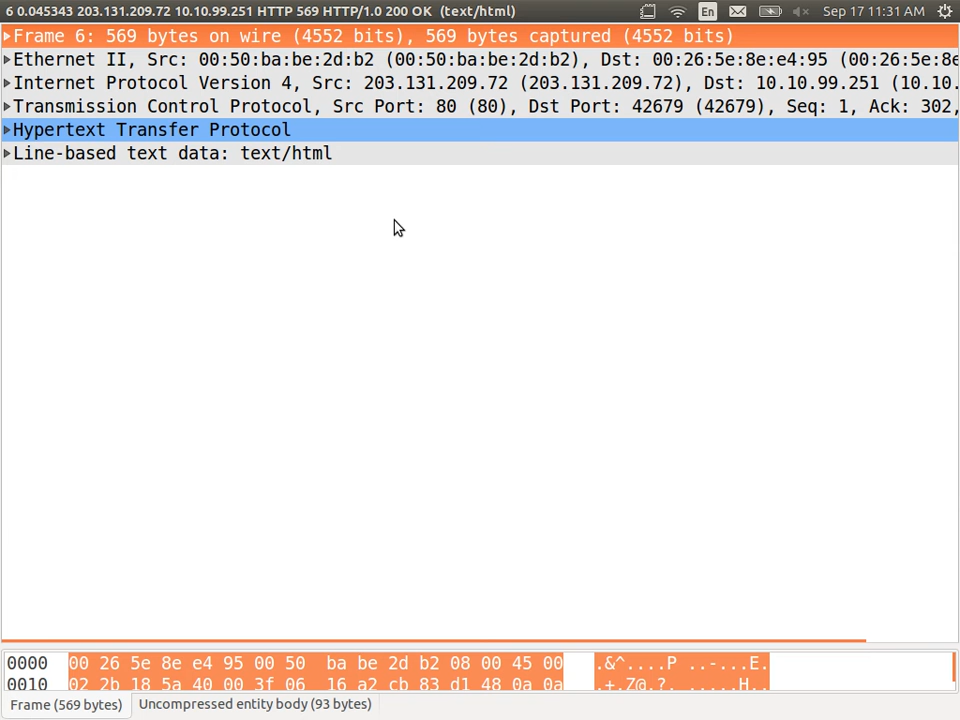 6 0.045343 203.131.209.72 10.10.99.251 HTTP 569 HTTP/1.0 200 OK (text/html)
En
Sep 17 11:31 AM
Frame 6: 569 bytes on wire (4552 bits), 569 bytes captured (4552 bits)
Ethernet II, Src: 00:50:ba:be:2d:b2 (00:50:ba:be:2d:b2), Dst: 00:26:5e:8e:e4:95 (00:26:5e:8e
Internet Protocol Version 4, Src: 203.131.209.72 (203.131.209.72), Dst: 10.10.99.251 (10.10.
Transmission Control Protocol, Src Port: 80 (80), Dst Port: 42679 (42679), Seq: 1, Ack: 302,
Hypertext Transfer Protocol
Line-based text data: text/html
0000 00 26 5e 8e e4 95 00 50 ba be 2d b2 08 00 45 00 .&^....P ..-...E.
0010 02 2b 18 5a 40 00 3f 06 16 a2 cb 83 d1 48 0a 0a .+.Z@.?. .....H..
Frame (569 bytes) Uncompressed entity body (93 bytes)